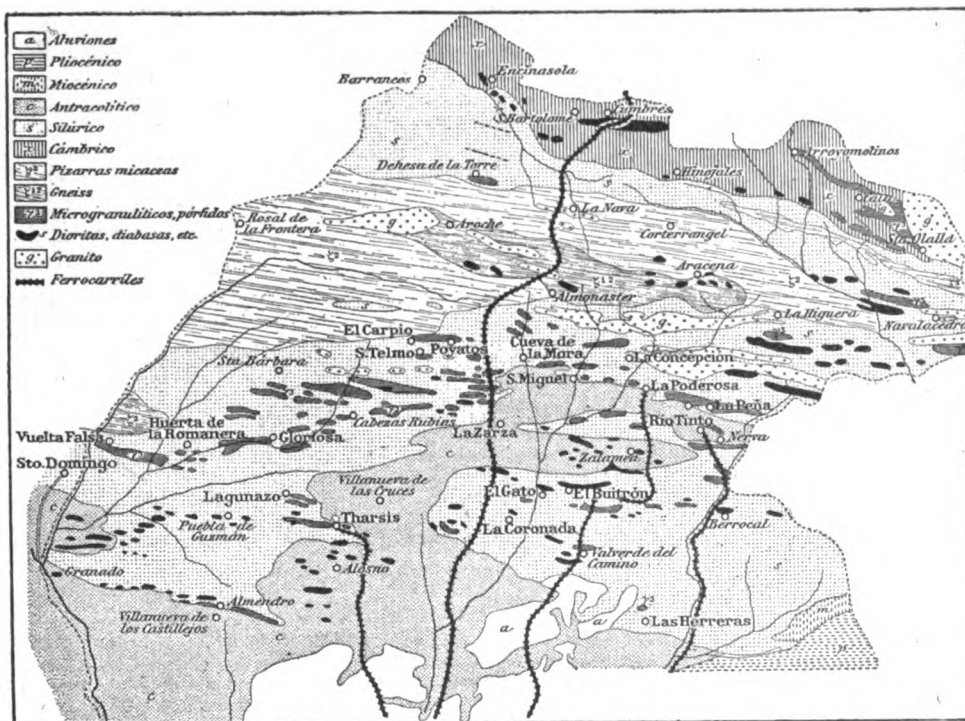 a Aluviones
p Pliocénico
m Miocénico
c Antracolítico
s Silúrico
x Cámbrico
Pizarras micaceas
Gneiss
Microgranulíticos, pórfidos
Dioritas, diabasas, etc.
g Granito
Ferrocarriles
x
Barrancos
Encinasola
S. Bartolomé
Cumbres
s
x
Arroyomolinos
Dehesa de la Torre
Hinojales
s
x
g
La Nava
Rosal de
la Frontera
g
Aroche
Corterrangel
Sta. Olalla
Aracena
Almonaster
s
g
La Higuera
s
Navalacedra
El Carpio
S. Telmo
Poyatos
Cueva de
la Mora
La Concepción
Sta. Bárbara
S. Miguel
La Poderosa
La Peña
Cabezas Rubias
Río Tinto
Huerta de
la Romanera
Gloriosa
La Zarza
Nerva
Vuelta Falsa
c
Zalamea
Sto. Domingo
Villanueva de
las Cruces
El Gato
El Buitrón
Lagunazo
c
Puebla de
Guzmán
Tharsis
La Coronada
Berrocal
Valverde del
Camino
Alosno
Granado
s
Almendro
Villanueva de
los Castillejos
a
a
Las Herreras
m
c
p
c